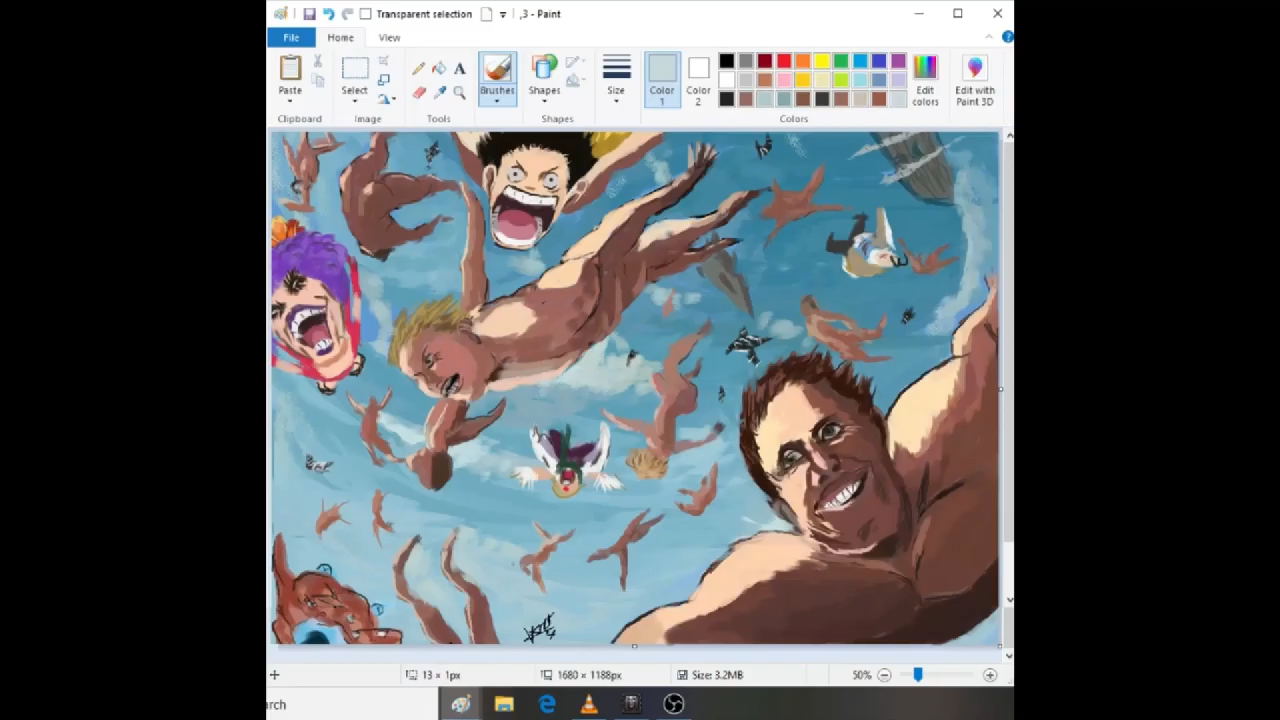 Transparent selection
,3 - Paint
File Home View
Paste
Select
Brushes
Shapes
Size
Color 1
Color 2
Edit colors
Edit with Paint 3D
Clipboard
Image
Tools
Shapes
Colors
13 × 1px
1680 × 1188px
Size: 3.2MB
50%
rch